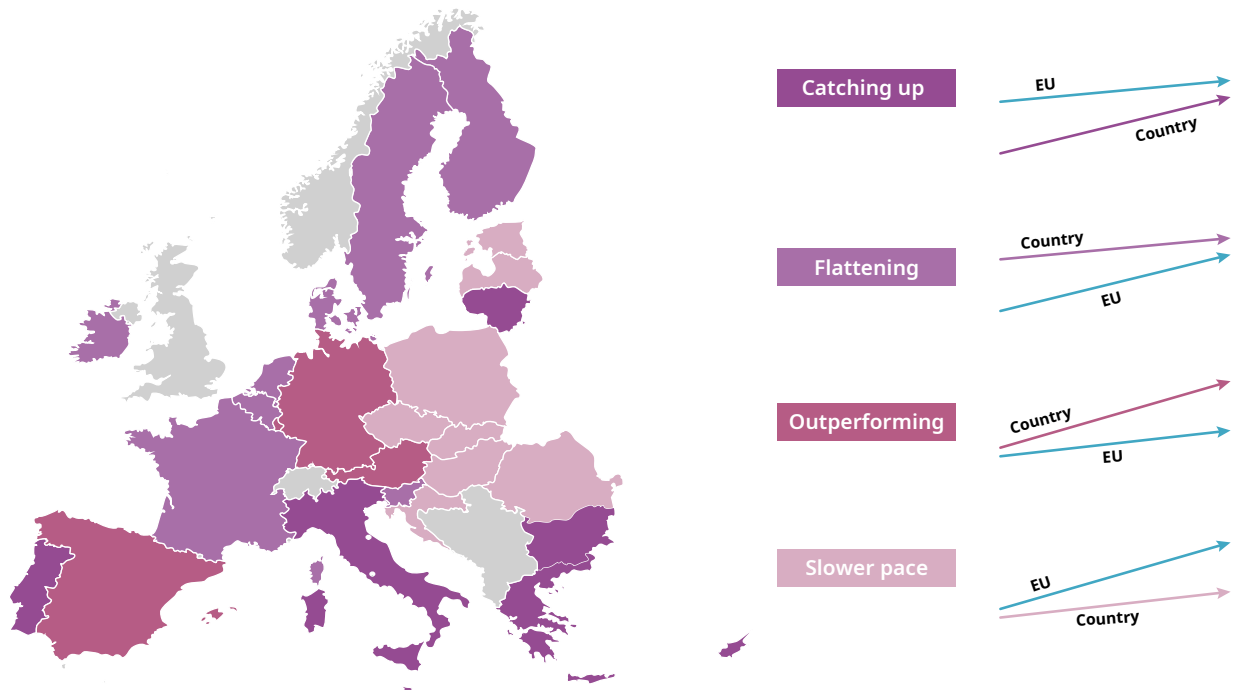 Catching up
EU
Country
Flattening
Country
EU
Outperforming
Country
EU
Slower pace
EU
Country